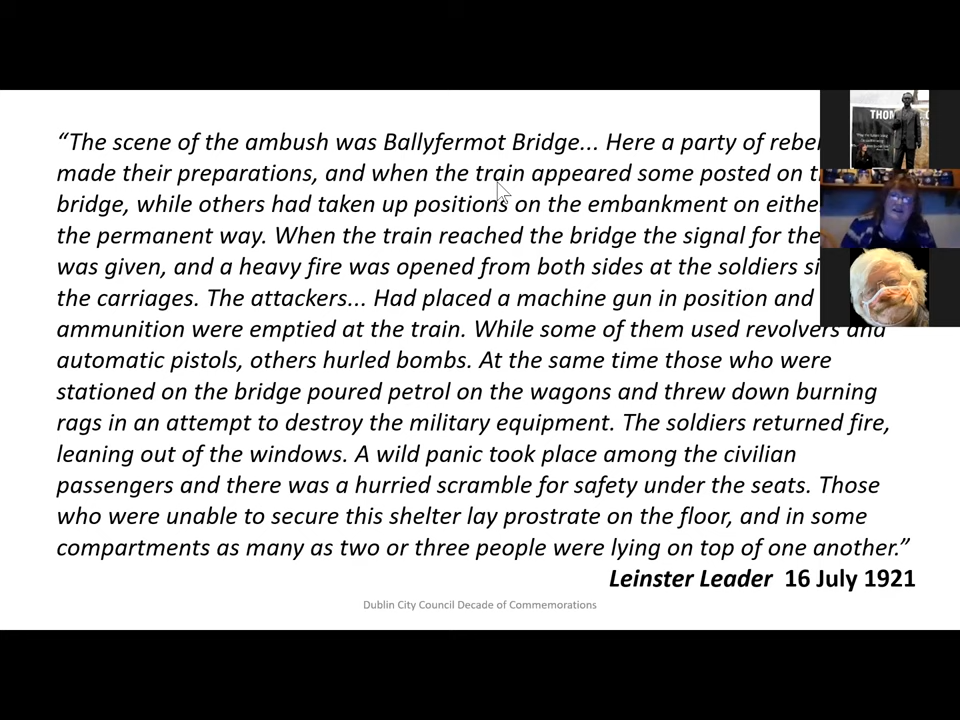 “The scene of the ambush was Ballyfermot Bridge... Here a party of
made their preparations, and when the train appeared some posted on
bridge, while others had taken up positions on the embankment on
the permanent way. When the train reached the bridge the signal for the
was given, and a heavy fire was opened from both sides at the soldiers
the carriages. The attackers... Had placed a machine gun in position and
ammunition were emptied at the train. While some of them used revolvers and
automatic pistols, others hurled bombs. At the same time those who were
stationed on the bridge poured petrol on the wagons and threw down burning
rags in an attempt to destroy the military equipment. The soldiers returned fire,
leaning out of the windows. A wild panic took place among the civilian
passengers and there was a hurried scramble for safety under the seats. Those
who were unable to secure this shelter lay prostrate on the floor, and in some
compartments as many as two or three people were lying on top of one another.”
Leinster Leader 16 July 1921
Dublin City Council Decade of Commemorations